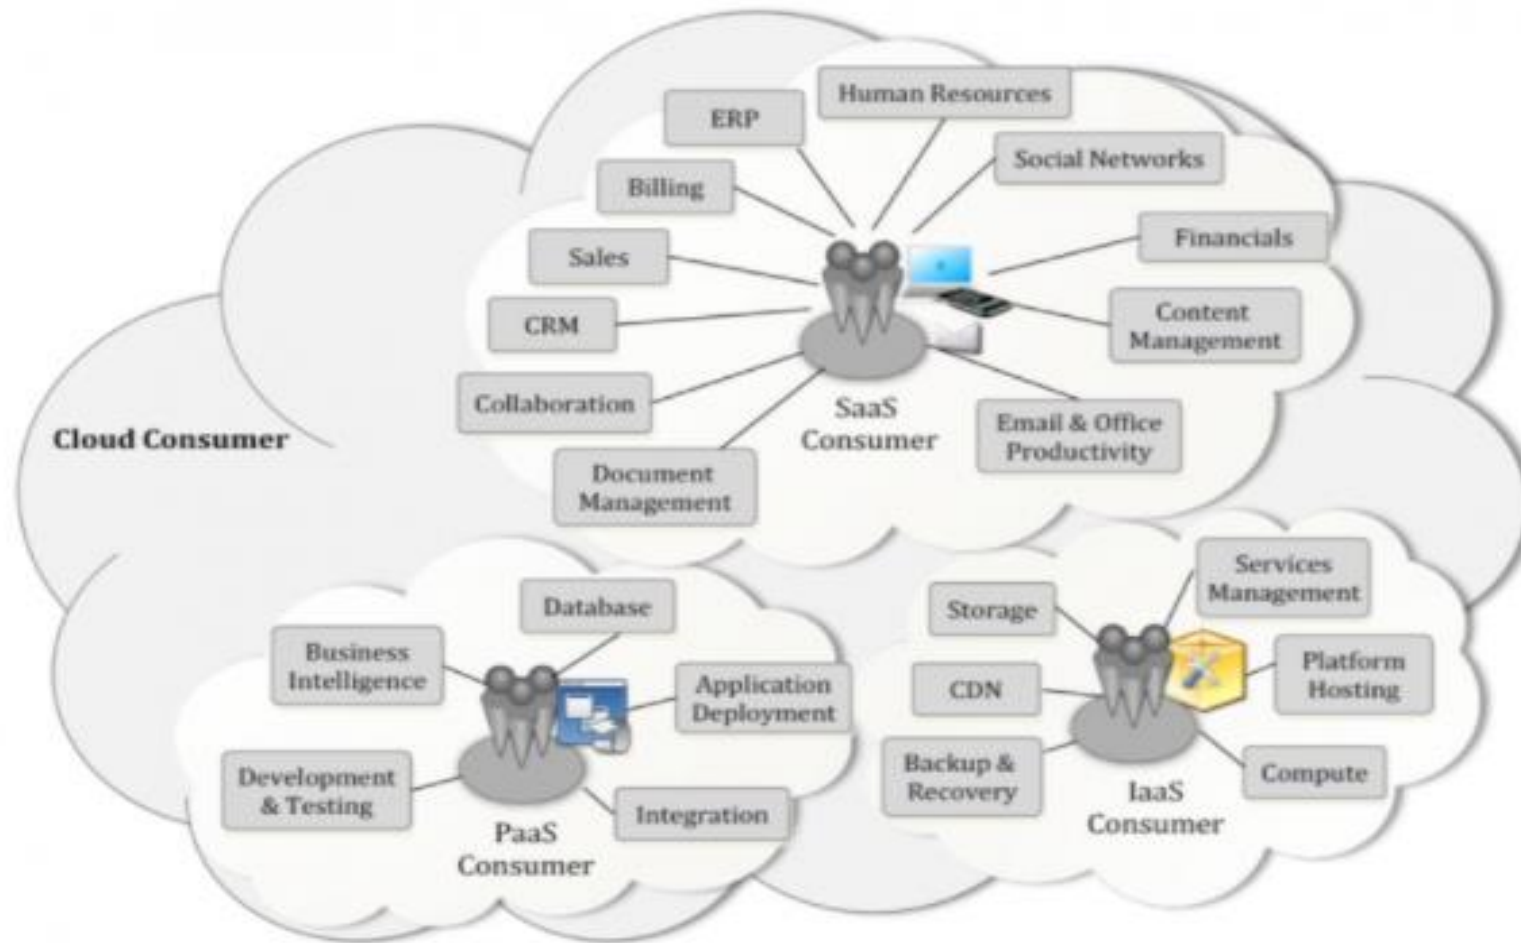 Human Resources
ERP
Social Networks
Billing
Financials
Sales
Content
Management
CRM
Collaboration
SaaS
Consumer
Email & Office
Productivity
Cloud Consumer
Document
Management
Database
Business
Intelligence
Application
Deployment
Development
& Testing
Integration
PaaS
Consumer
Services
Management
Storage
Platform
Hosting
CDN
Backup &
Recovery
Compute
IaaS
Consumer